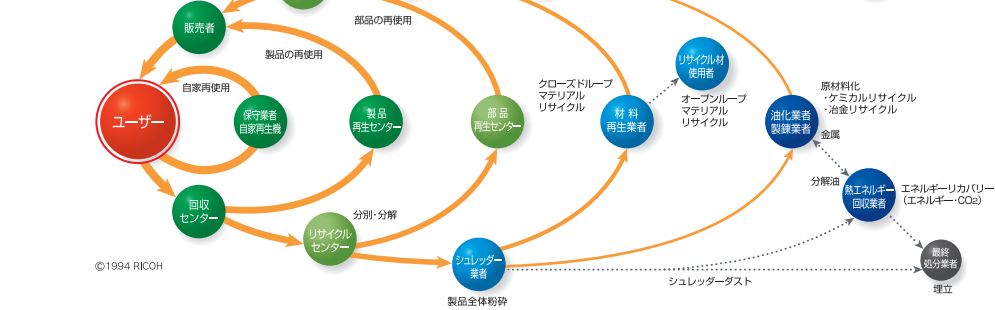 部品の再使用
販売者
製品の再使用
リサイクル材
使用者
自家再使用
クローズドループ
マテリアル
リサイクル
オープンループ
マテリアル
リサイクル
原材料化
・ケミカルリサイクル
・冶金リサイクル
ユーザー
保守業者
自家再生機
製品
再生センター
部品
再生センター
材料
再生業者
油化業者
製錬業者
金属
分解油
熱エネルギー
回収業者
エネルギーリカバリー
（エネルギー・CO2）
回収
センター
分別・分解
リサイクル
センター
シュレッダー
業者
製品全体粉砕
シュレッダーダスト
最終
処分業者
埋立
©1994 RICOH